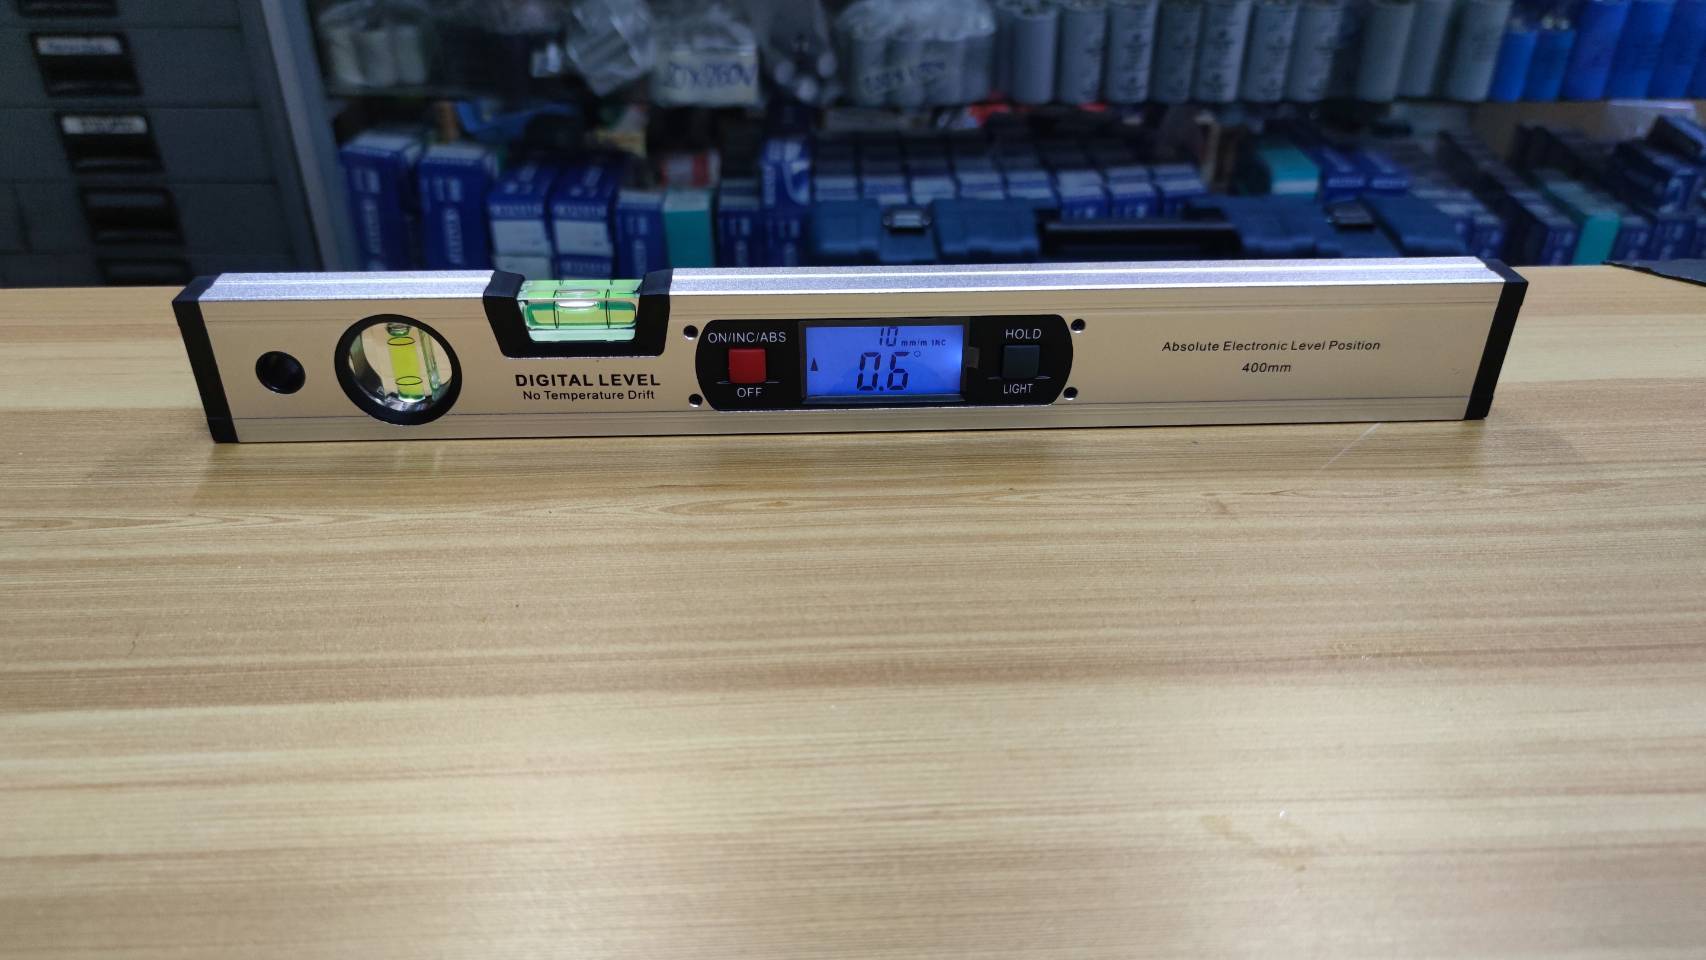 ON/INC/ABS
OFF
10 mm/m INC
0.6°
HOLD
LIGHT
DIGITAL LEVEL
No Temperature Drift
Absolute Electronic Level Position
400mm